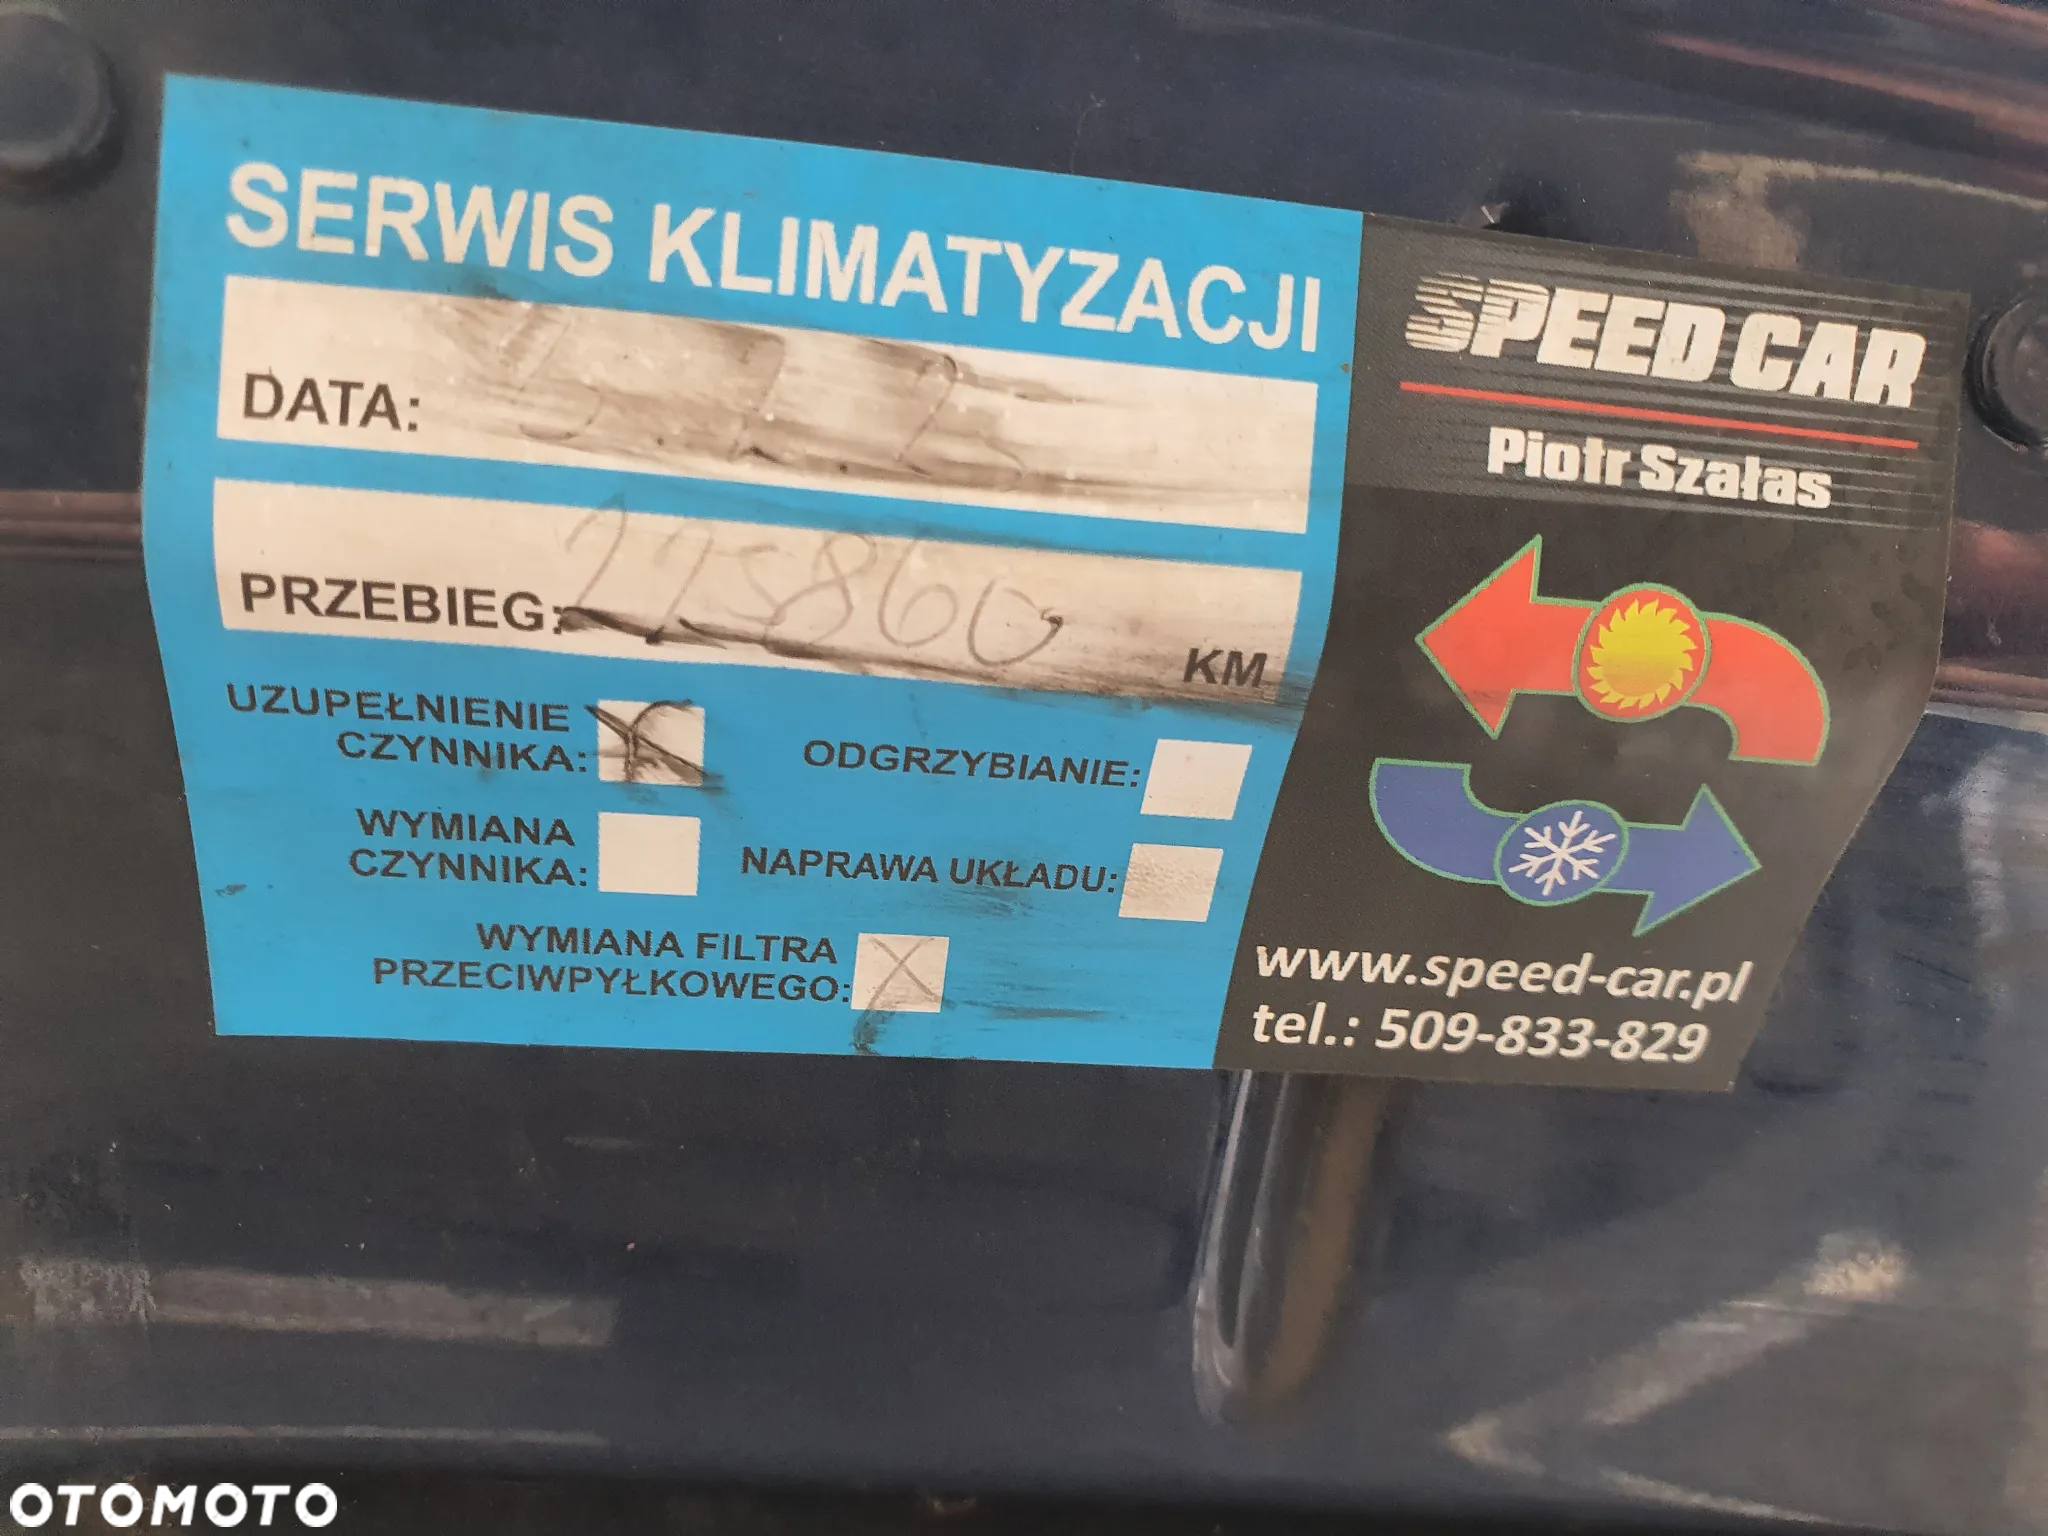 SERWIS KLIMATYZACJI
DATA:
PRZEBIEG: 225860 KM
UZUPEŁNIENIE
CZYNNIKA: X
ODGRZYBIANIE:
WYMIANA
CZYNNIKA:
NAPRAWA UKŁADU:
WYMIANA FILTRA
PRZECIWPYŁKOWEGO: X
SPEED CAR
Piotr Szałas
www.speed-car.pl
tel.: 509-833-829
OTOMOTO